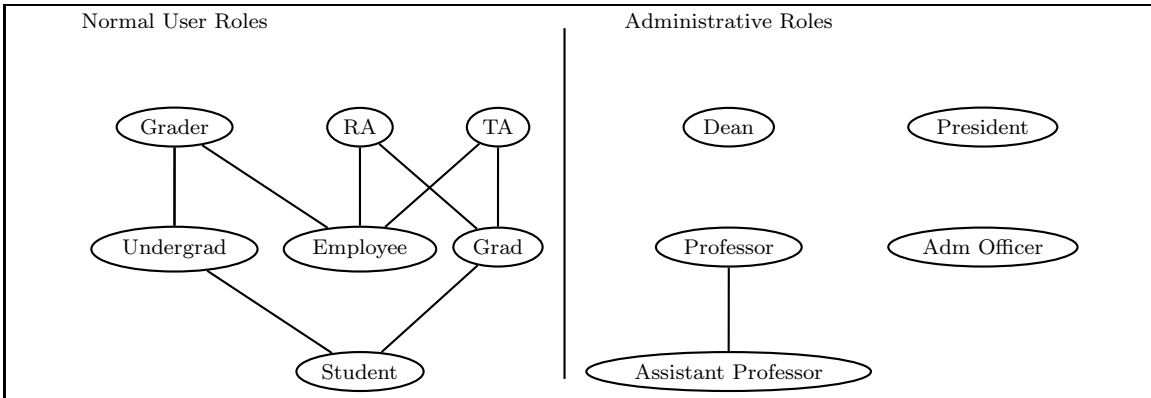 Normal User Roles
Administrative Roles
Grader
RA
TA
Dean
President
Undergrad
Employee
Grad
Professor
Adm Officer
Student
Assistant Professor